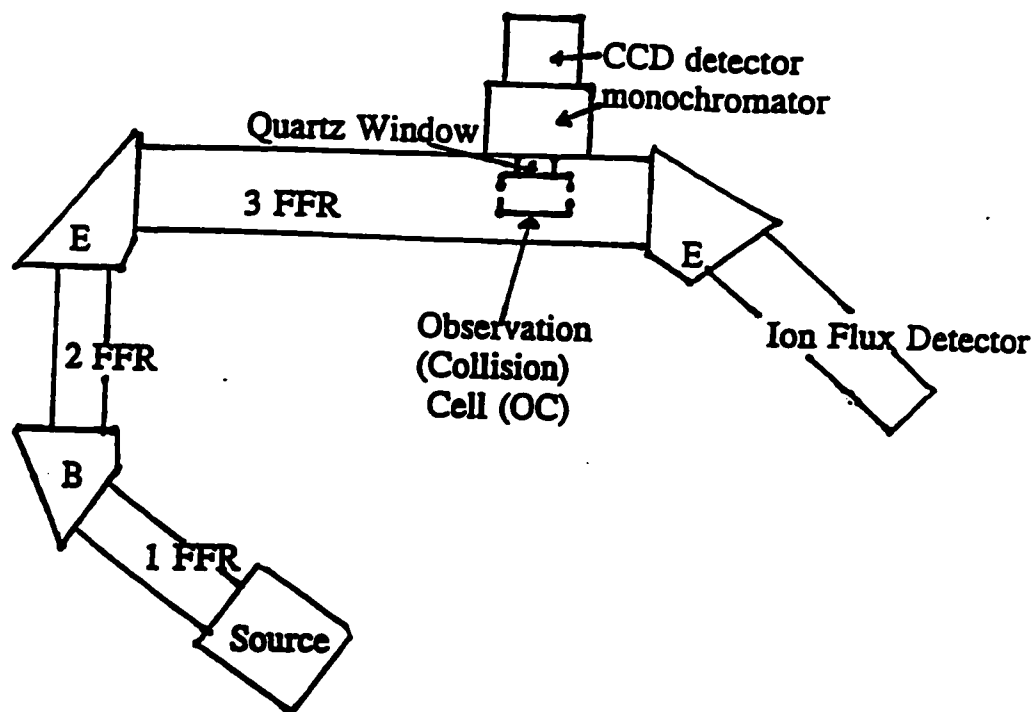 CCD detector
monochromator
Quartz Window
3 FFR
E
E
Observation
(Collision)
Cell (OC)
Ion Flux Detector
2 FFR
B
1 FFR
Source